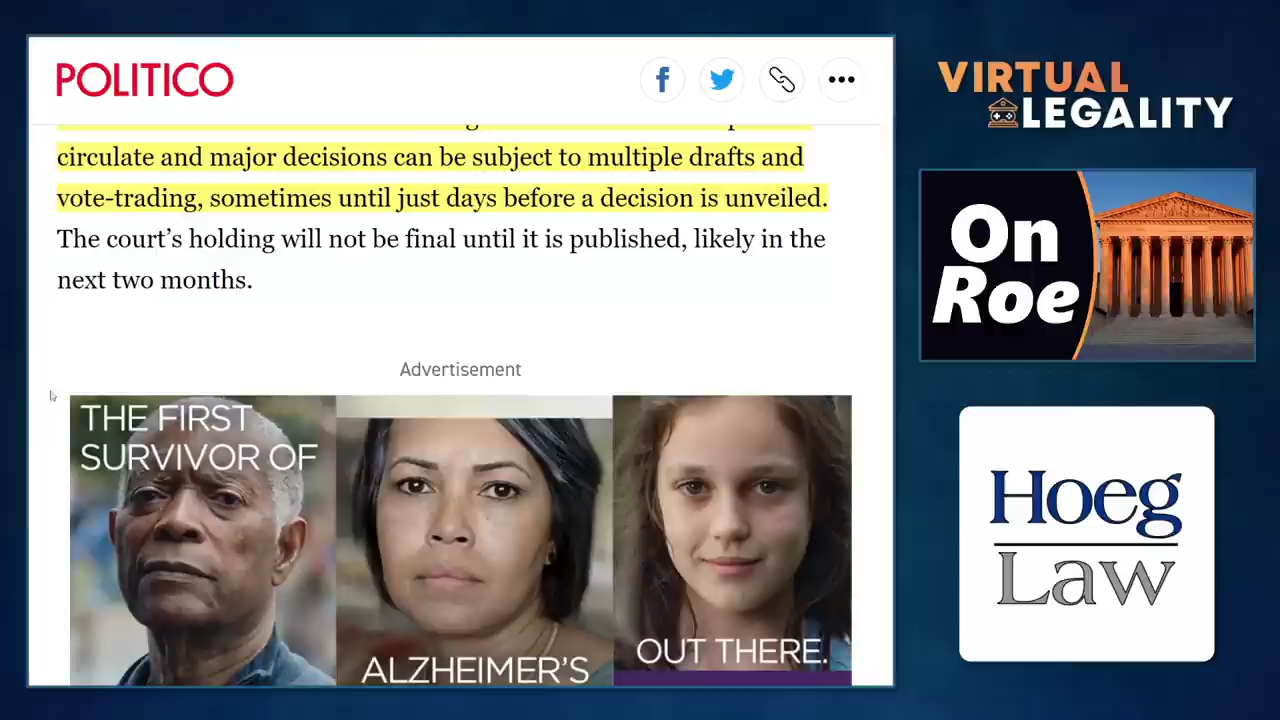 POLITICO
circulate and major decisions can be subject to multiple drafts and
vote-trading, sometimes until just days before a decision is unveiled.
The court's holding will not be final until it is published, likely in the
next two months.
Advertisement
THE FIRST
SURVIVOR OF
ALZHEIMER'S
OUT THERE.
VIRTUAL
LEGALITY
On
Roe
Hoeg
Law